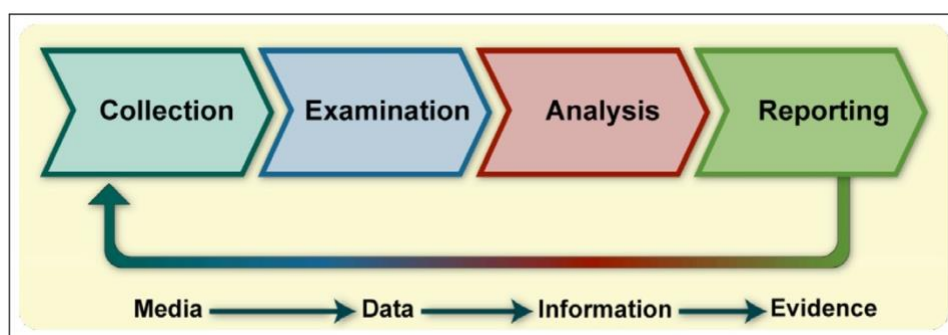 Collection Examination Analysis Reporting
Media Data Information Evidence